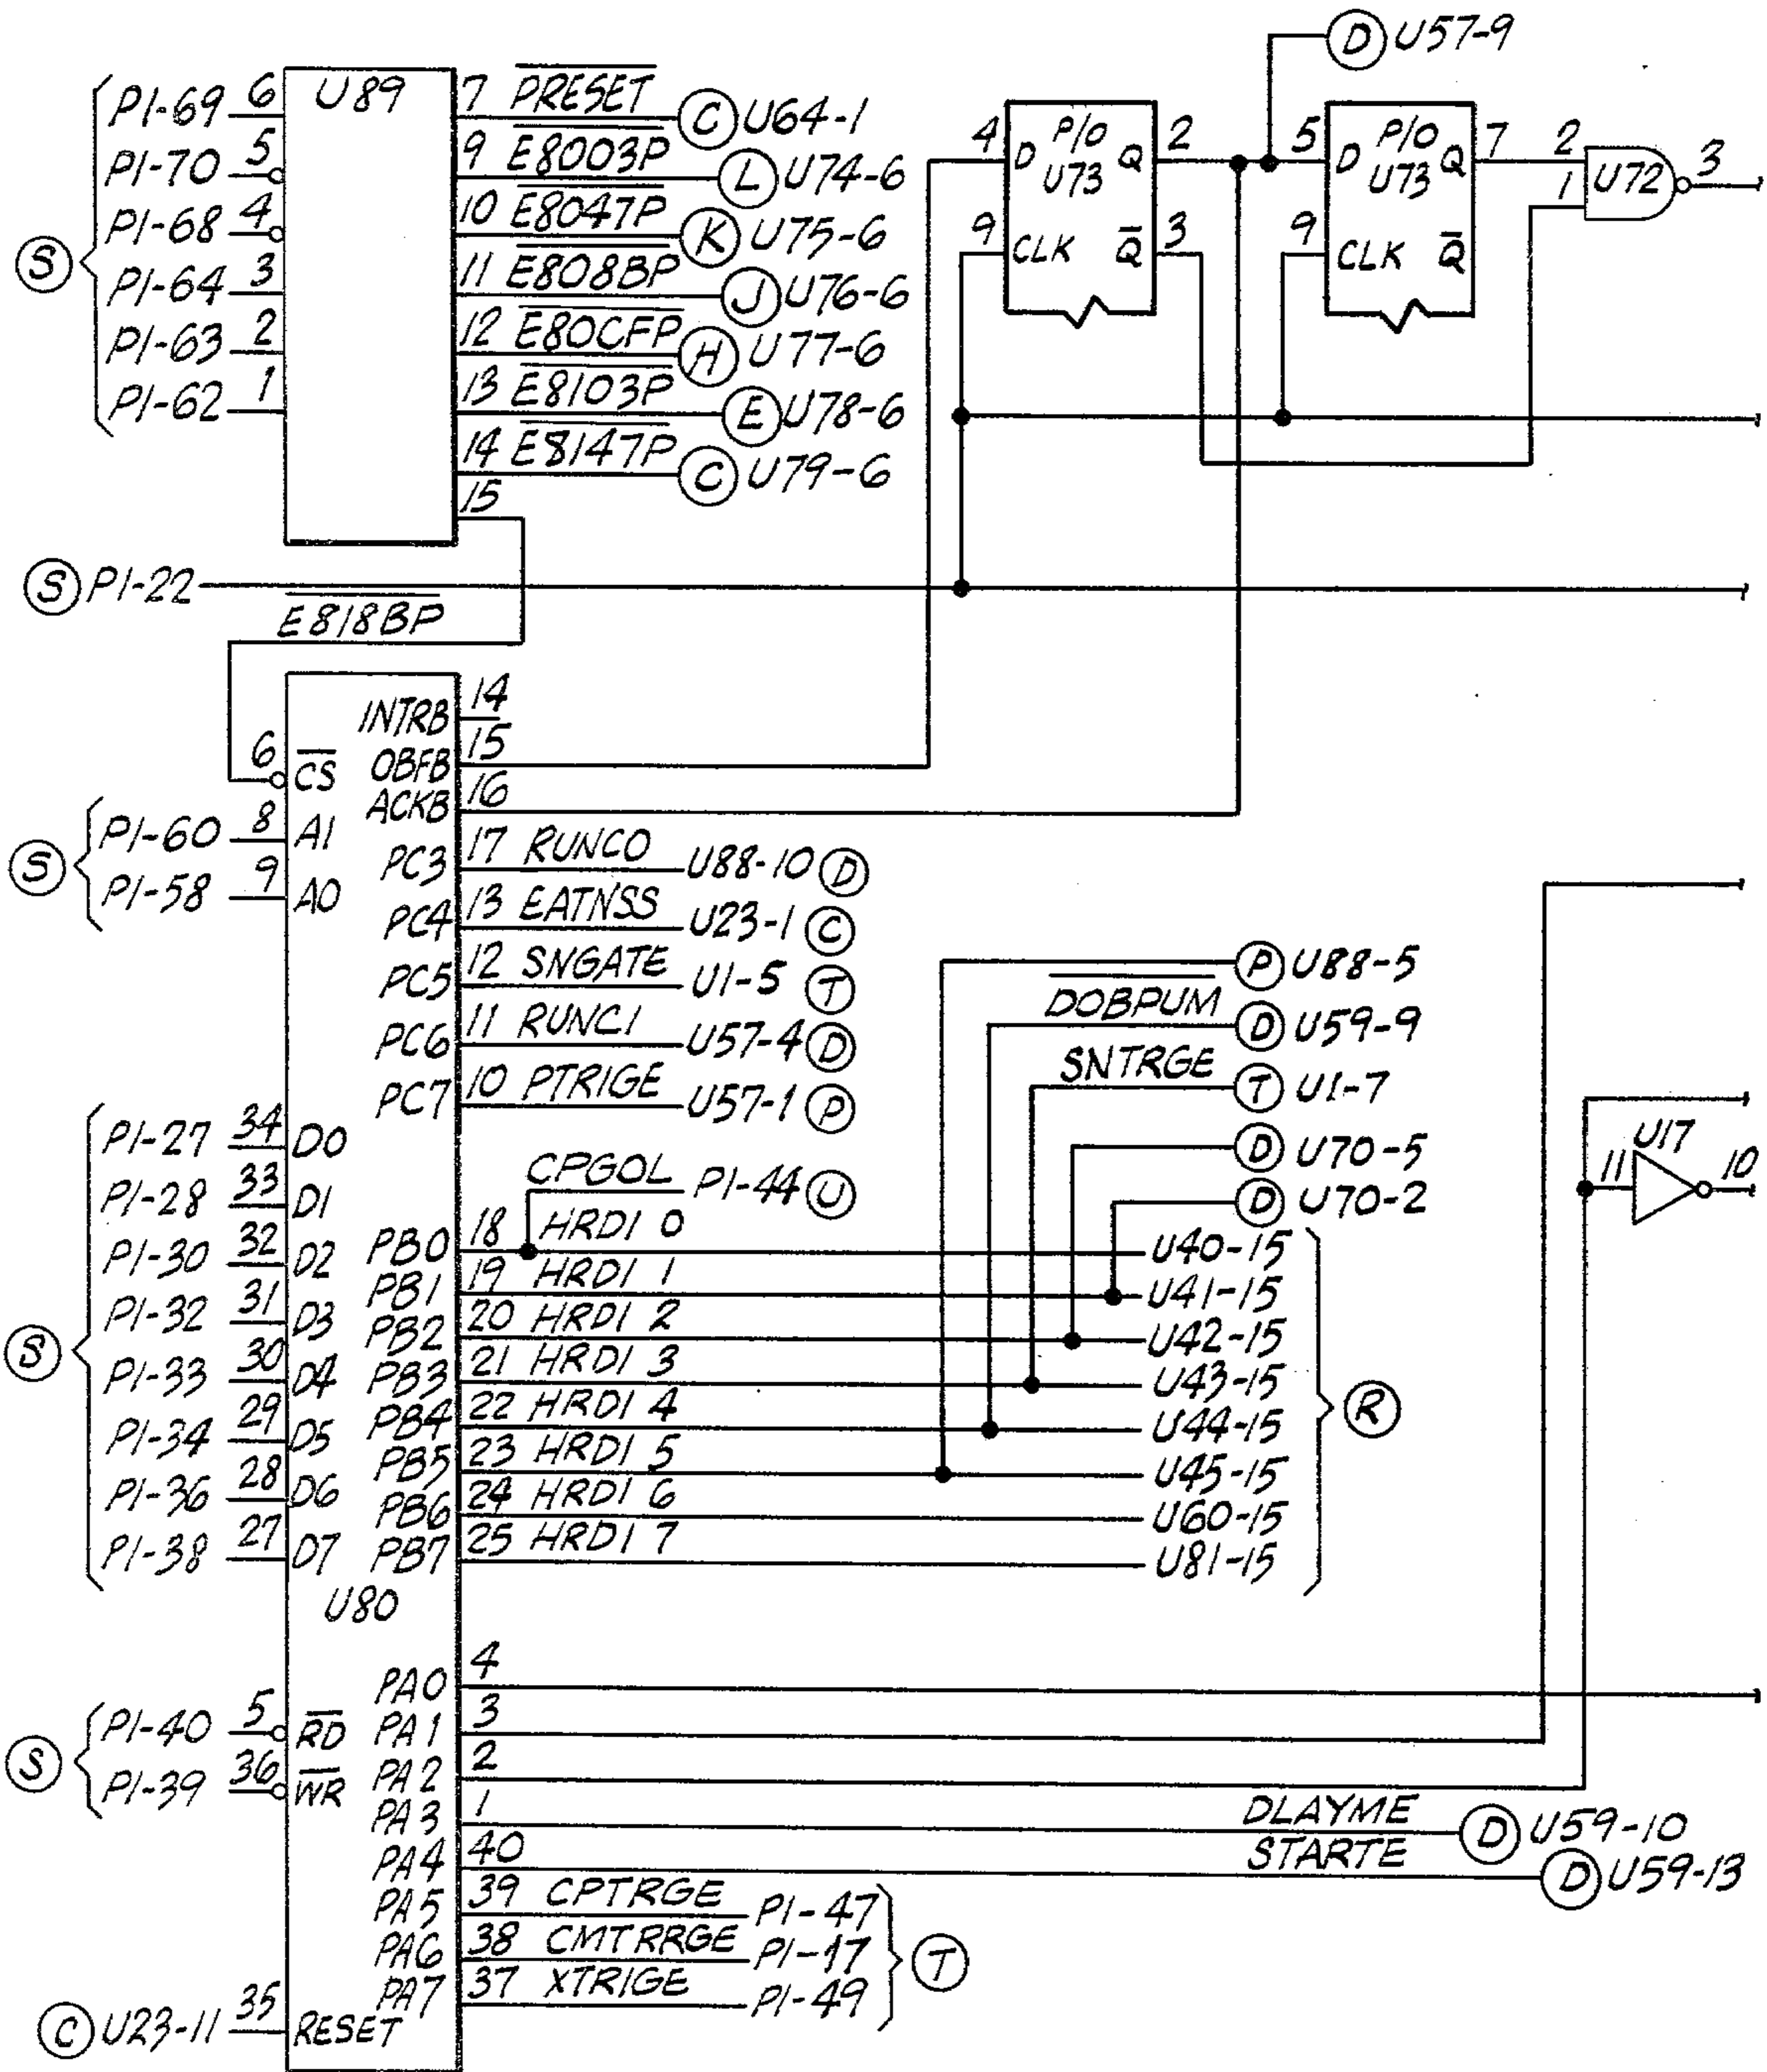 D U57-9
U89
P1-69 6
P1-70 5
P1-68 4
P1-64 3
P1-63 2
P1-62 1
S
7 PRESET C U64-1
9 E8003P L U74-6
10 E8047P K U75-6
11 E808BP J U76-6
12 E80CFP H U77-6
13 E8103P E U78-6
14 E8147P C U79-6
15
4 D P/O U73 Q 2
9 CLK Q 3
5 D P/O U73 Q 7
9 CLK Q
2
1 U72 3
S P1-22
E818BP
INTRB 14
OBFB 15
ACKB 16
6 CS
S
P1-60 8 A1
P1-58 9 A0
PC3 17 RUNC0 U88-10 D
PC4 13 EATNSS U23-1 C
PC5 12 SNGATE U1-5 T
PC6 11 RUNC1 U57-4 D
PC7 10 PTRIGE U57-1 P
P U88-5
DOBPUM D U59-9
SNTRGE T U1-7
D U70-5
D U70-2
U17
11 10
S
P1-27 34 D0
P1-28 33 D1
P1-30 32 D2
P1-32 31 D3
P1-33 30 D4
P1-34 29 D5
P1-36 28 D6
P1-38 27 D7
CPGOL P1-44 U
PB0 18 HRDI 0 U40-15
PB1 19 HRDI 1 U41-15
PB2 20 HRDI 2 U42-15
PB3 21 HRDI 3 U43-15
PB4 22 HRDI 4 U44-15
PB5 23 HRDI 5 U45-15
PB6 24 HRDI 6 U60-15
PB7 25 HRDI 7 U81-15
R
U80
S
P1-40 5 RD
P1-39 36 WR
PA0 4
PA1 3
PA2 2
PA3 1 DLAYME D U59-10
PA4 40 STARTE D U59-13
PA5 39 CPTRGE P1-47
PA6 38 CMTRRGE P1-17
PA7 37 XTRIGE P1-49
T
C U23-11 35 RESET